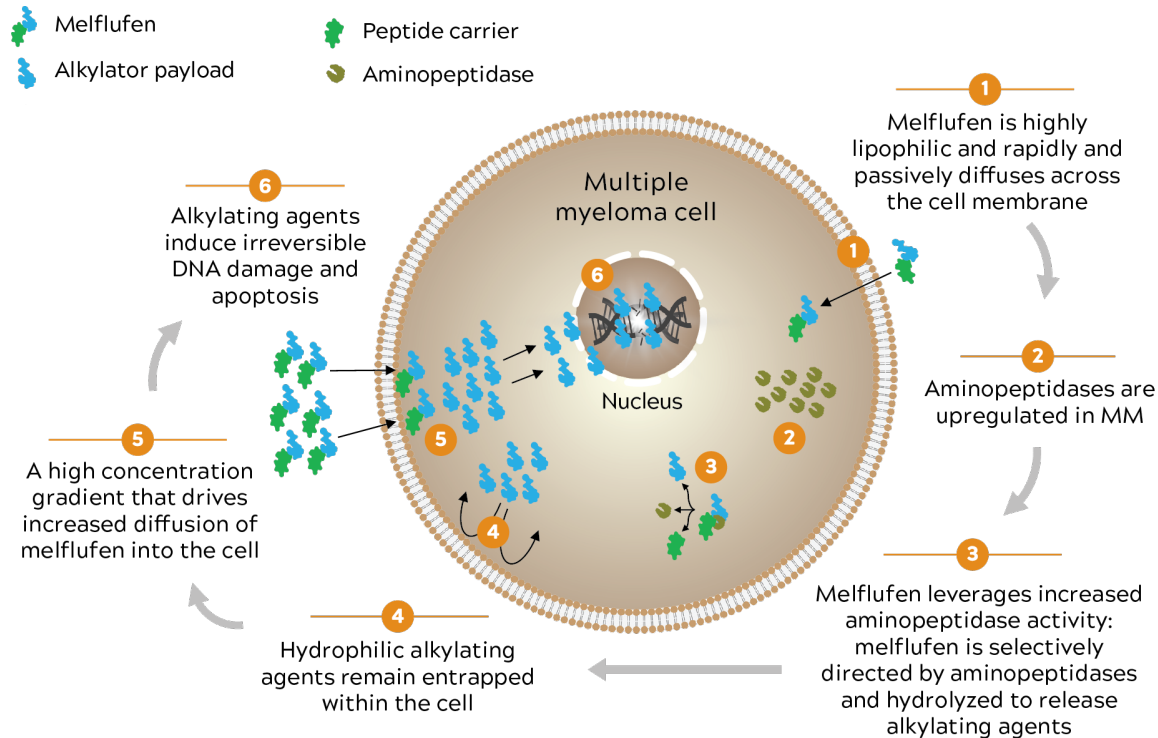 Melflufen
Peptide carrier
Alkylator payload
Aminopeptidase
1
Melflufen is highly
lipophilic and rapidly and
passively diffuses across
the cell membrane
2
Aminopeptidases are
upregulated in MM
3
Melflufen leverages increased
aminopeptidase activity:
melflufen is selectively
directed by aminopeptidases
and hydrolyzed to release
alkylating agents
4
Hydrophilic alkylating
agents remain entrapped
within the cell
5
A high concentration
gradient that drives
increased diffusion of
melflufen into the cell
6
Alkylating agents
induce irreversible
DNA damage and
apoptosis
Multiple
myeloma cell
1
6
Nucleus
2
5
3
4